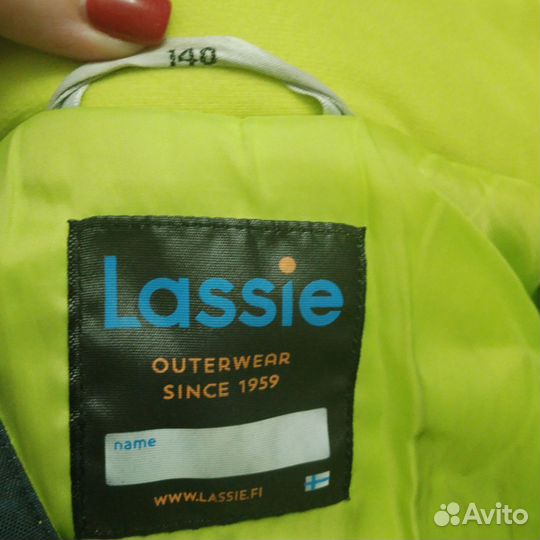 140
Lassie
OUTERWEAR
SINCE 1959
name
WWW.LASSIE.FI
Avito